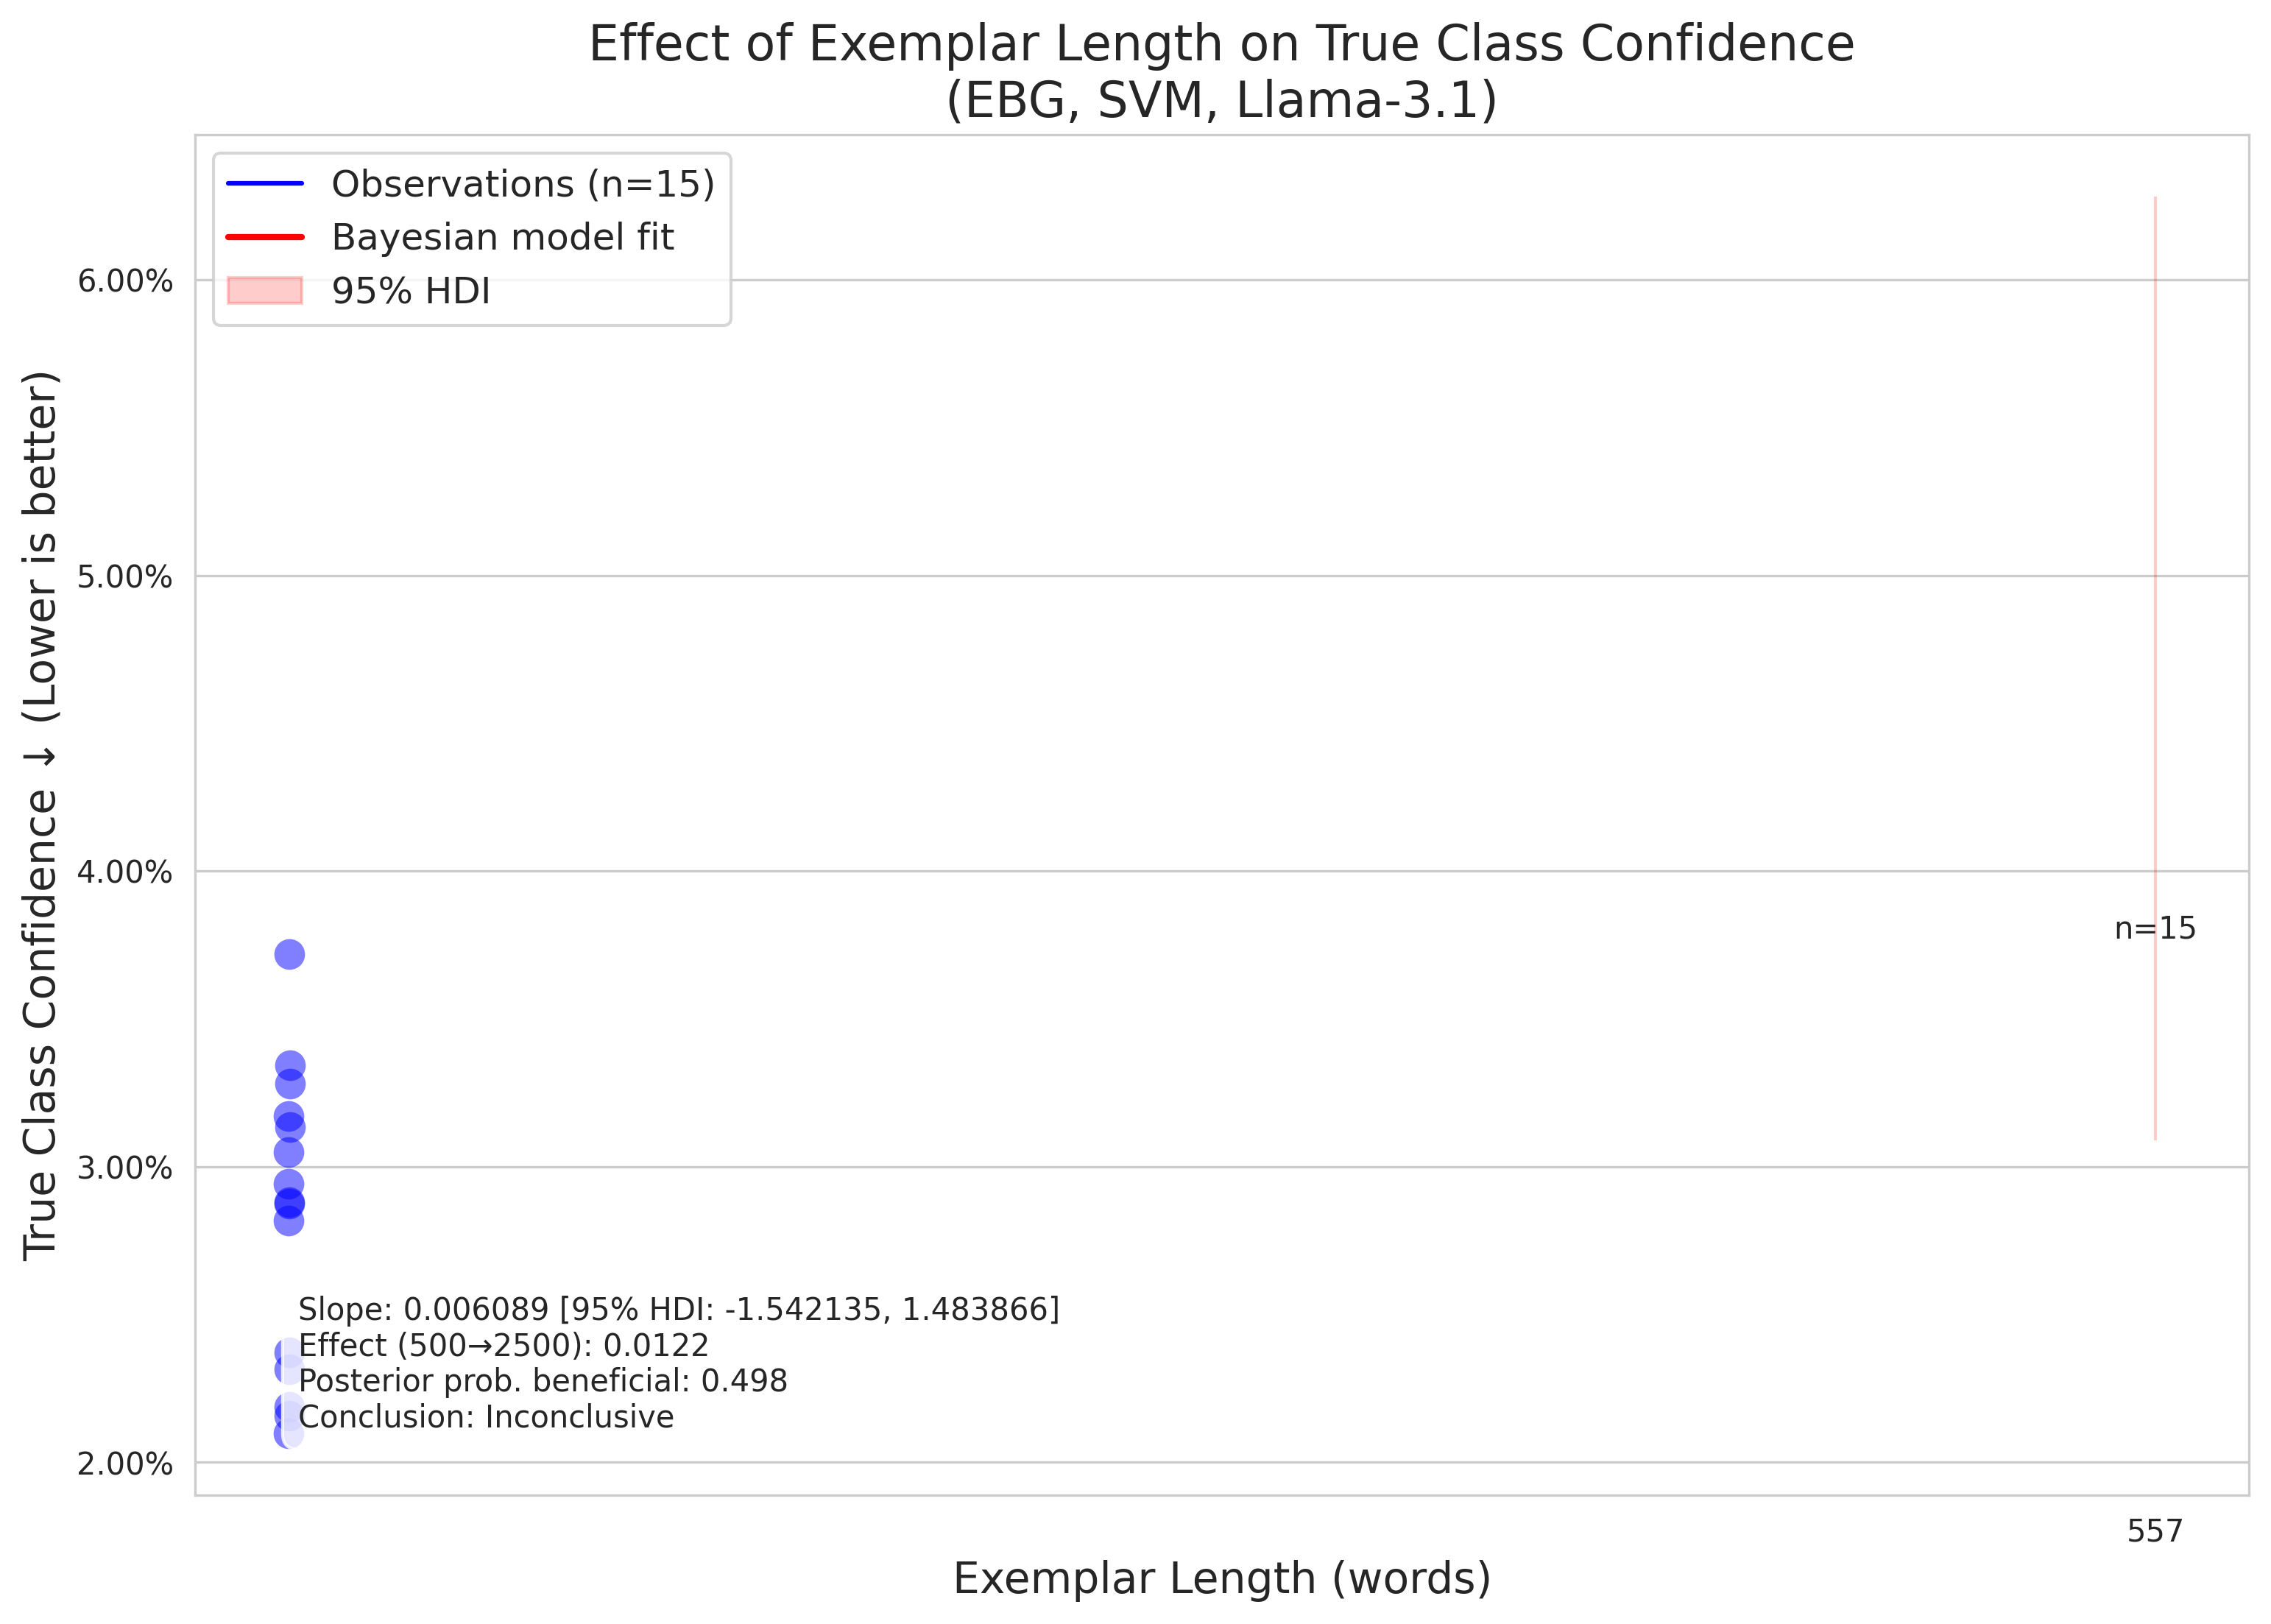 Effect of Exemplar Length on True Class Confidence
(EBG, SVM, Llama-3.1)
Observations (n=15)
Bayesian model fit
95% HDI
True Class Confidence ↓ (Lower is better)
6.00%
5.00%
4.00%
3.00%
2.00%
n=15
Slope: 0.006089 [95% HDI: -1.542135, 1.483866]
Effect (500→2500): 0.0122
Posterior prob. beneficial: 0.498
Conclusion: Inconclusive
557
Exemplar Length (words)